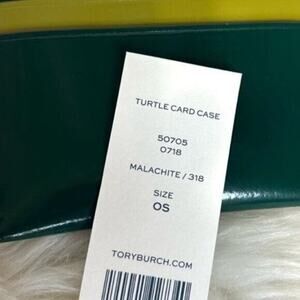 TURTLE CARD CASE
50705
0718
MALACHITE / 318
SIZE
OS
TORYBURCH.COM